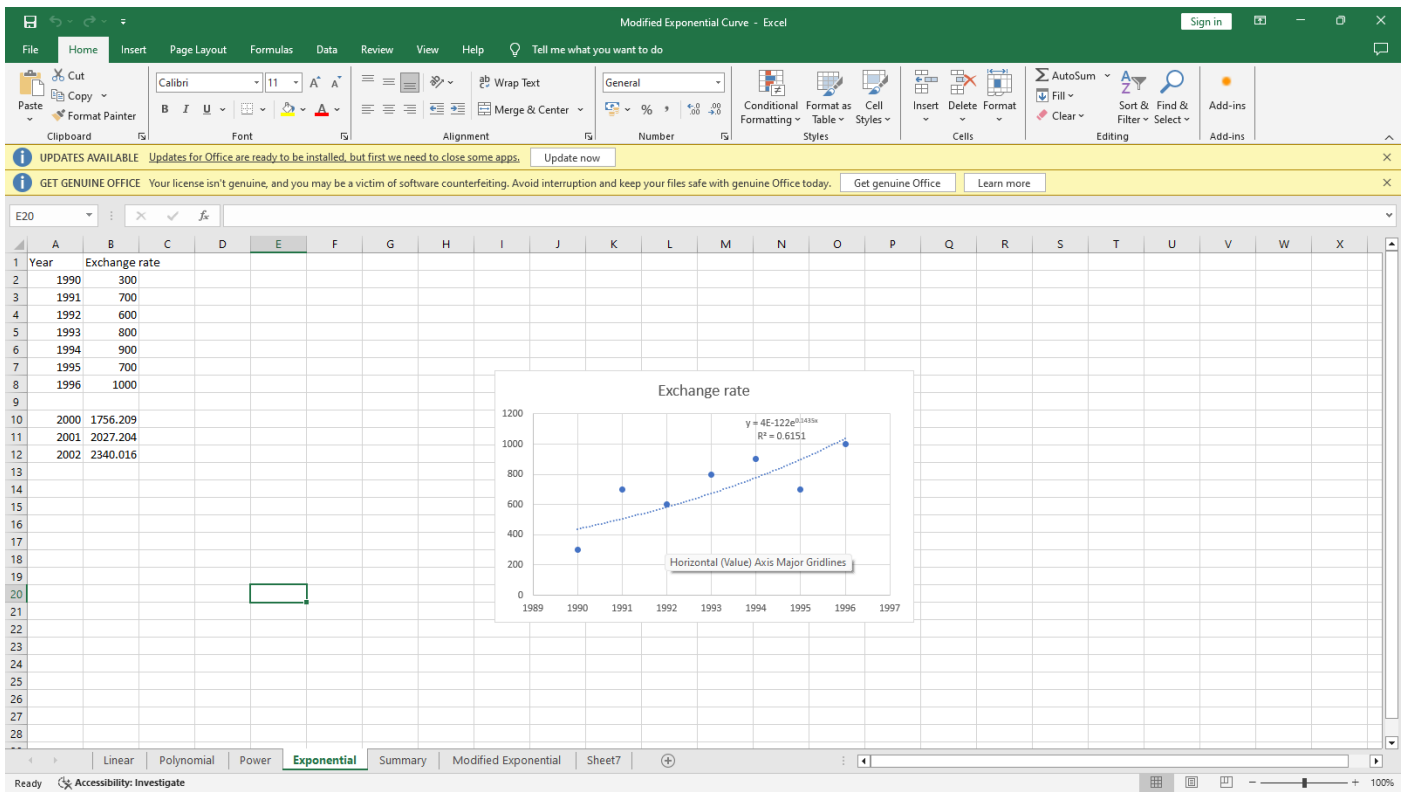 Modified Exponential Curve - Excel
Sign in
File Home Insert Page Layout Formulas Data Review View Help Tell me what you want to do
Paste
Cut
Copy
Format Painter
Clipboard
Calibri 11
B I U
Font
Wrap Text
Merge & Center
Alignment
General
Number
Conditional Formatting
Format as Table
Cell Styles
Styles
Insert Delete Format
Cells
AutoSum
Fill
Clear
Sort & Filter
Find & Select
Editing
Add-ins
Add-ins
UPDATES AVAILABLE Updates for Office are ready to be installed, but first we need to close some apps. Update now
GET GENUINE OFFICE Your license isn't genuine, and you may be a victim of software counterfeiting. Avoid interruption and keep your files safe with genuine Office today. Get genuine Office Learn more
E20 fx
A B C D E F G H I J K L M N O P Q R S T U V W X
1 Year Exchange rate
2 1990 300
3 1991 700
4 1992 600
5 1993 800
6 1994 900
7 1995 700
8 1996 1000
9
10 2000 1756.209
11 2001 2027.204
12 2002 2340.016
13
14
15
16
17
18
19
20
21
22
23
24
25
26
27
28
Exchange rate
y = 4E-122e^0.1435x
R² = 0.6151
1200
1000
800
600
400
200
0
Horizontal (Value) Axis Major Gridlines
1989 1990 1991 1992 1993 1994 1995 1996 1997
Linear Polynomial Power Exponential Summary Modified Exponential Sheet7
Ready Accessibility: Investigate 100%